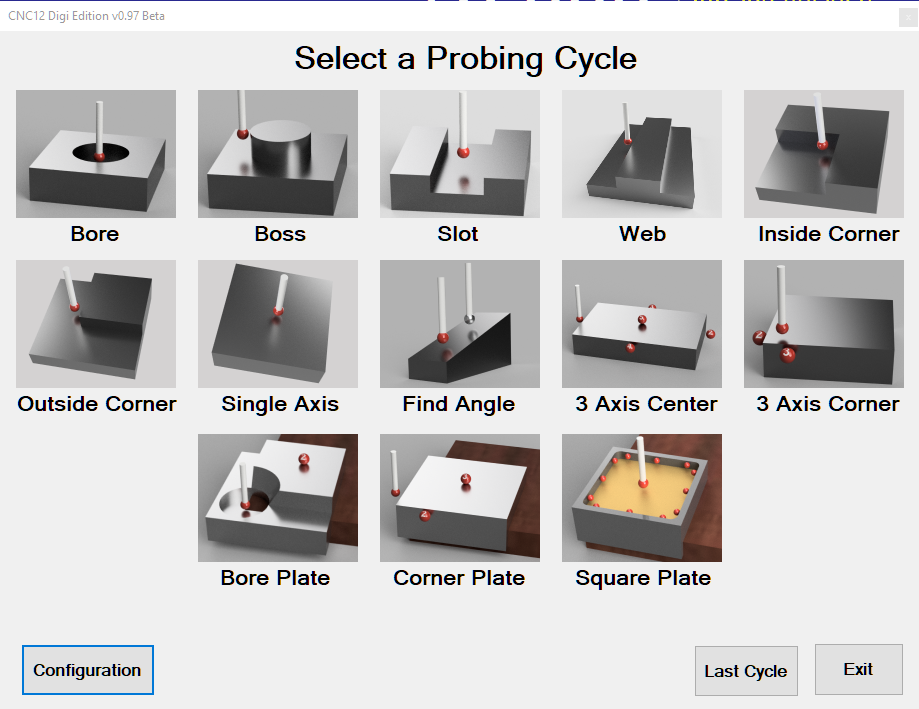 CNC12 Digi Edition v0.97 Beta
Select a Probing Cycle
Bore
Boss
Slot
Web
Inside Corner
Outside Corner
Single Axis
Find Angle
3 Axis Center
3 Axis Corner
Bore Plate
Corner Plate
Square Plate
Configuration
Last Cycle
Exit